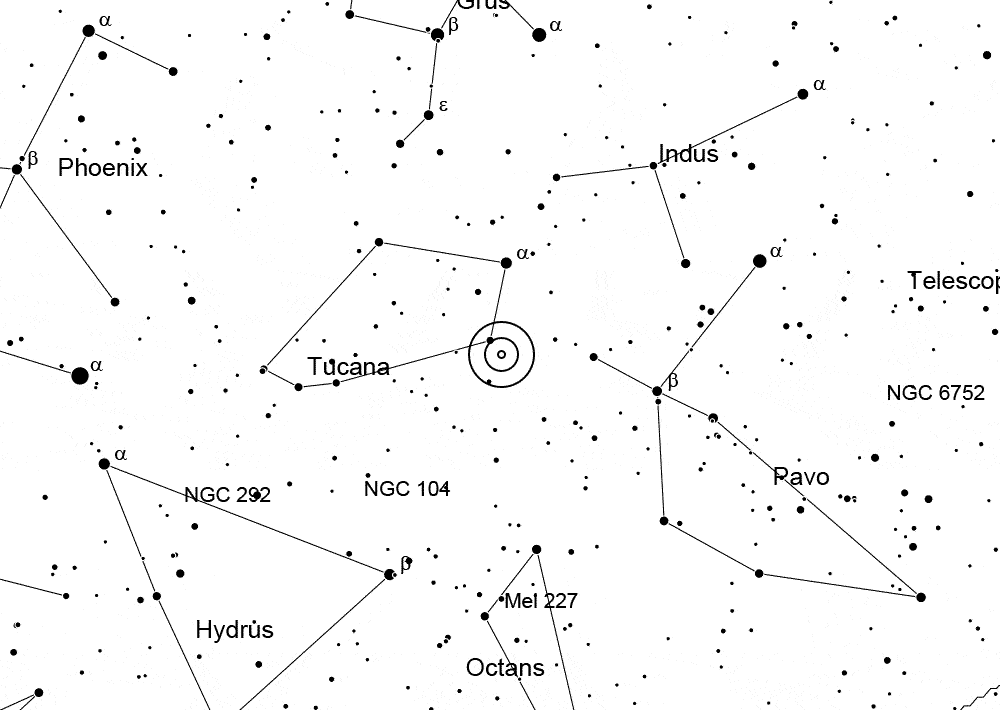 Grus
α
β
α
ε
α
β
Phoenix
Indus
α
α
Telescop
α
Tucana
β
NGC 6752
α
Pavo
NGC 292
NGC 104
β
Mel 227
Hydrus
Octans